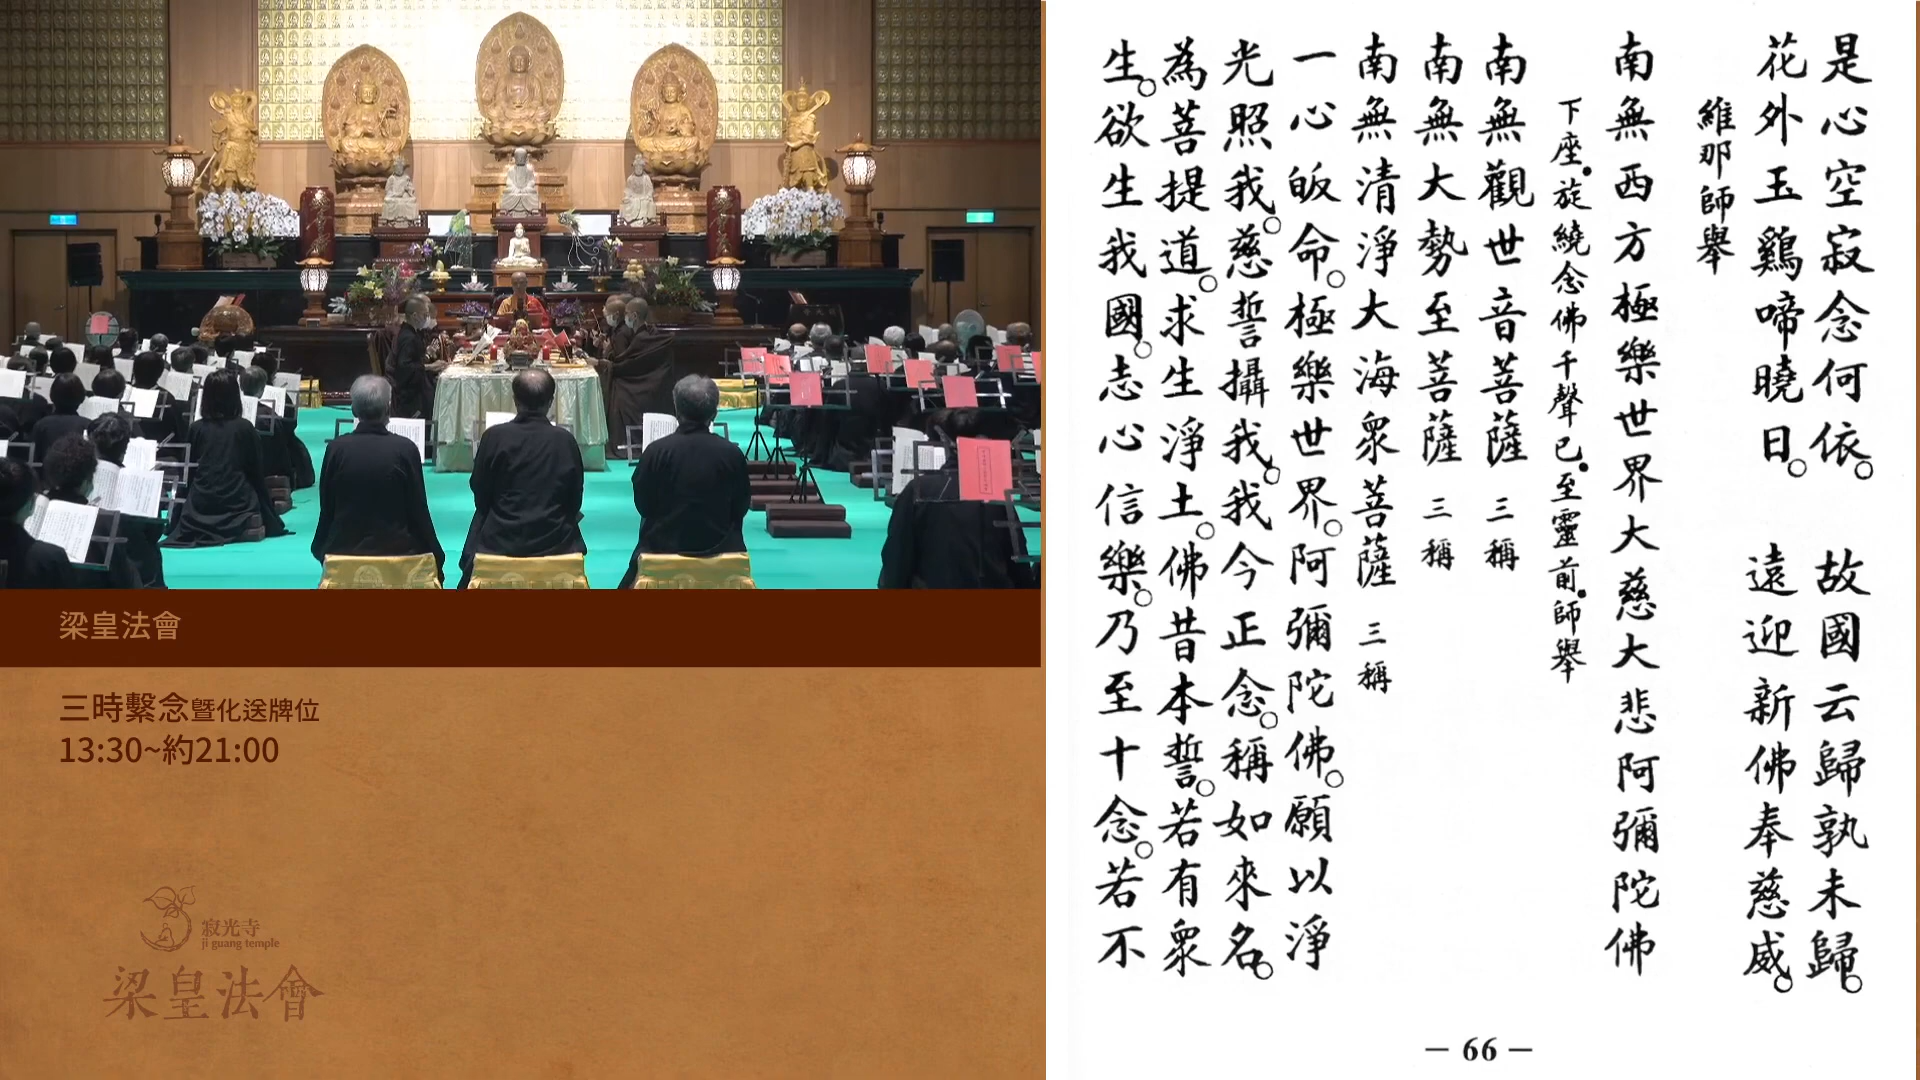 梁皇法會
三時繫念暨化送牌位
13:30~約21:00
寂光寺
ji guang temple
梁皇法會
是心空寂念何依。故國云歸孰未歸。
花外玉鷄啼曉日。遠迎新佛奉慈威。
維那師舉
南無西方極樂世界大慈大悲阿彌陀佛
下座。旋繞念佛千聲已。至靈前。師舉
南無觀世音菩薩 三稱
南無大勢至菩薩 三稱
南無清淨大海眾菩薩 三稱
一心皈命。極樂世界。阿彌陀佛。願以淨
光照我。慈誓攝我。我今正念。稱如來名。
為菩提道。求生淨土。佛昔本誓。若有眾
生。欲生我國。志心信樂。乃至十念。若不
— 66 —